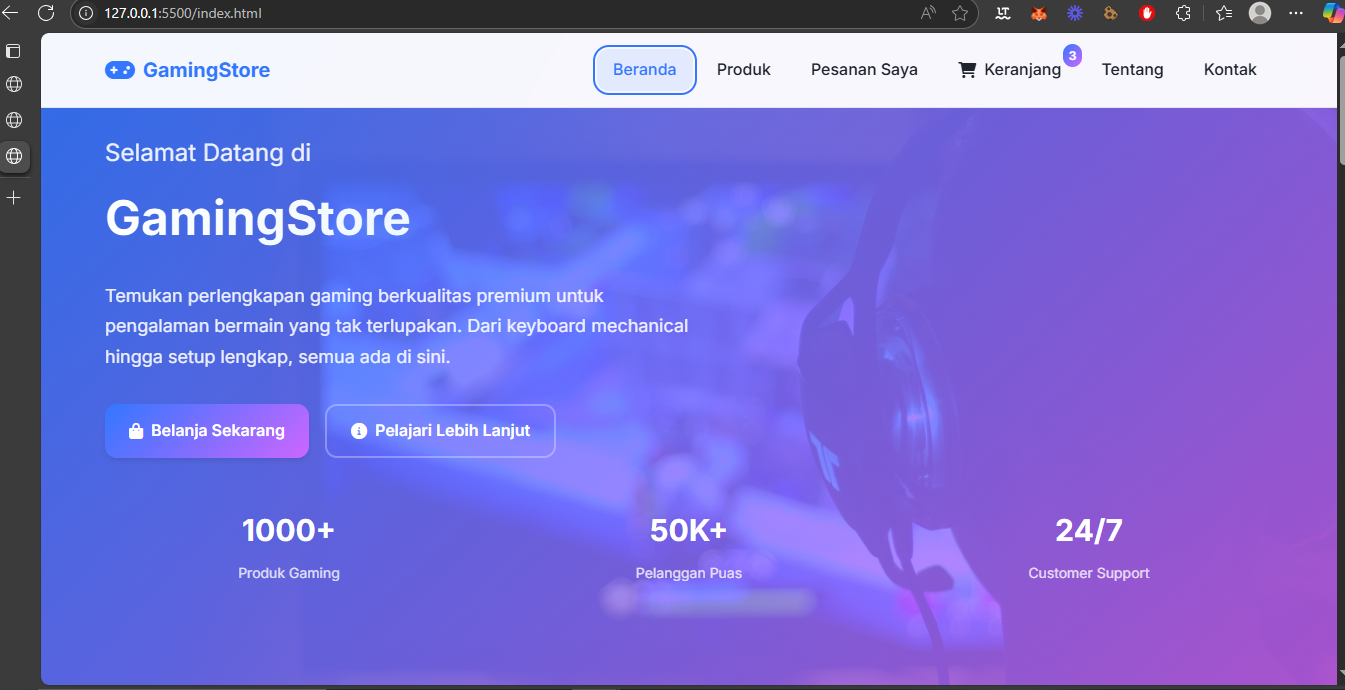 127.0.0.1:5500/index.html
GamingStore
Beranda
Produk
Pesanan Saya
Keranjang
3
Tentang
Kontak
Selamat Datang di
GamingStore
Temukan perlengkapan gaming berkualitas premium untuk
pengalaman bermain yang tak terlupakan. Dari keyboard mechanical
hingga setup lengkap, semua ada di sini.
Belanja Sekarang
Pelajari Lebih Lanjut
1000+
Produk Gaming
50K+
Pelanggan Puas
24/7
Customer Support